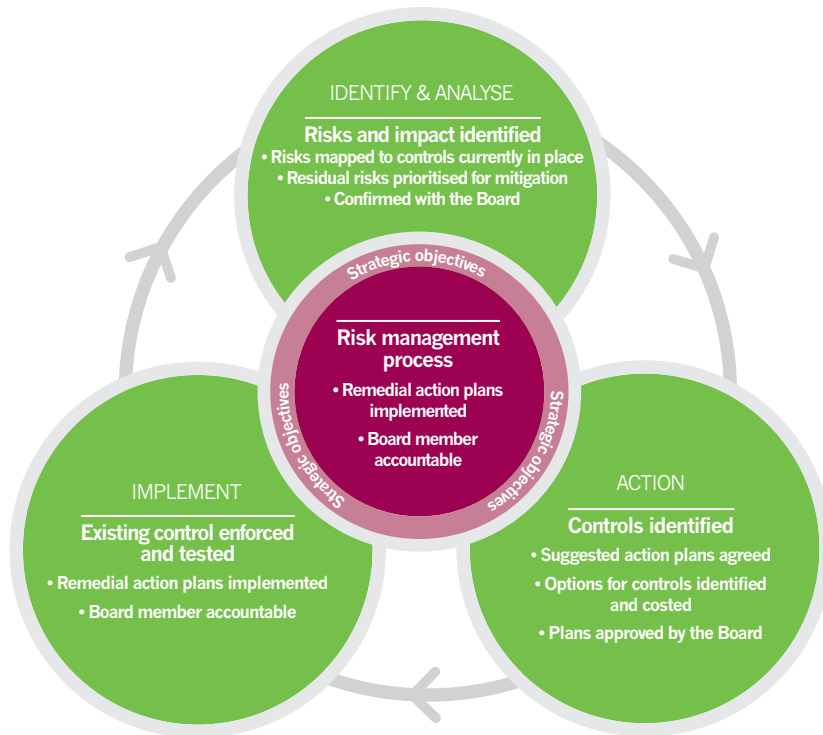 IDENTIFY & ANALYSE
Risks and impact identified
• Risks mapped to controls currently in place
• Residual risks prioritised for mitigation
• Confirmed with the Board
Strategic objectives
Risk management
process
• Remedial action plans
implemented
• Board member
accountable
Strategic objectives
Strategic objectives
IMPLEMENT
Existing control enforced
and tested
• Remedial action plans implemented
• Board member accountable
ACTION
Controls identified
• Suggested action plans agreed
• Options for controls identified
and costed
• Plans approved by the Board